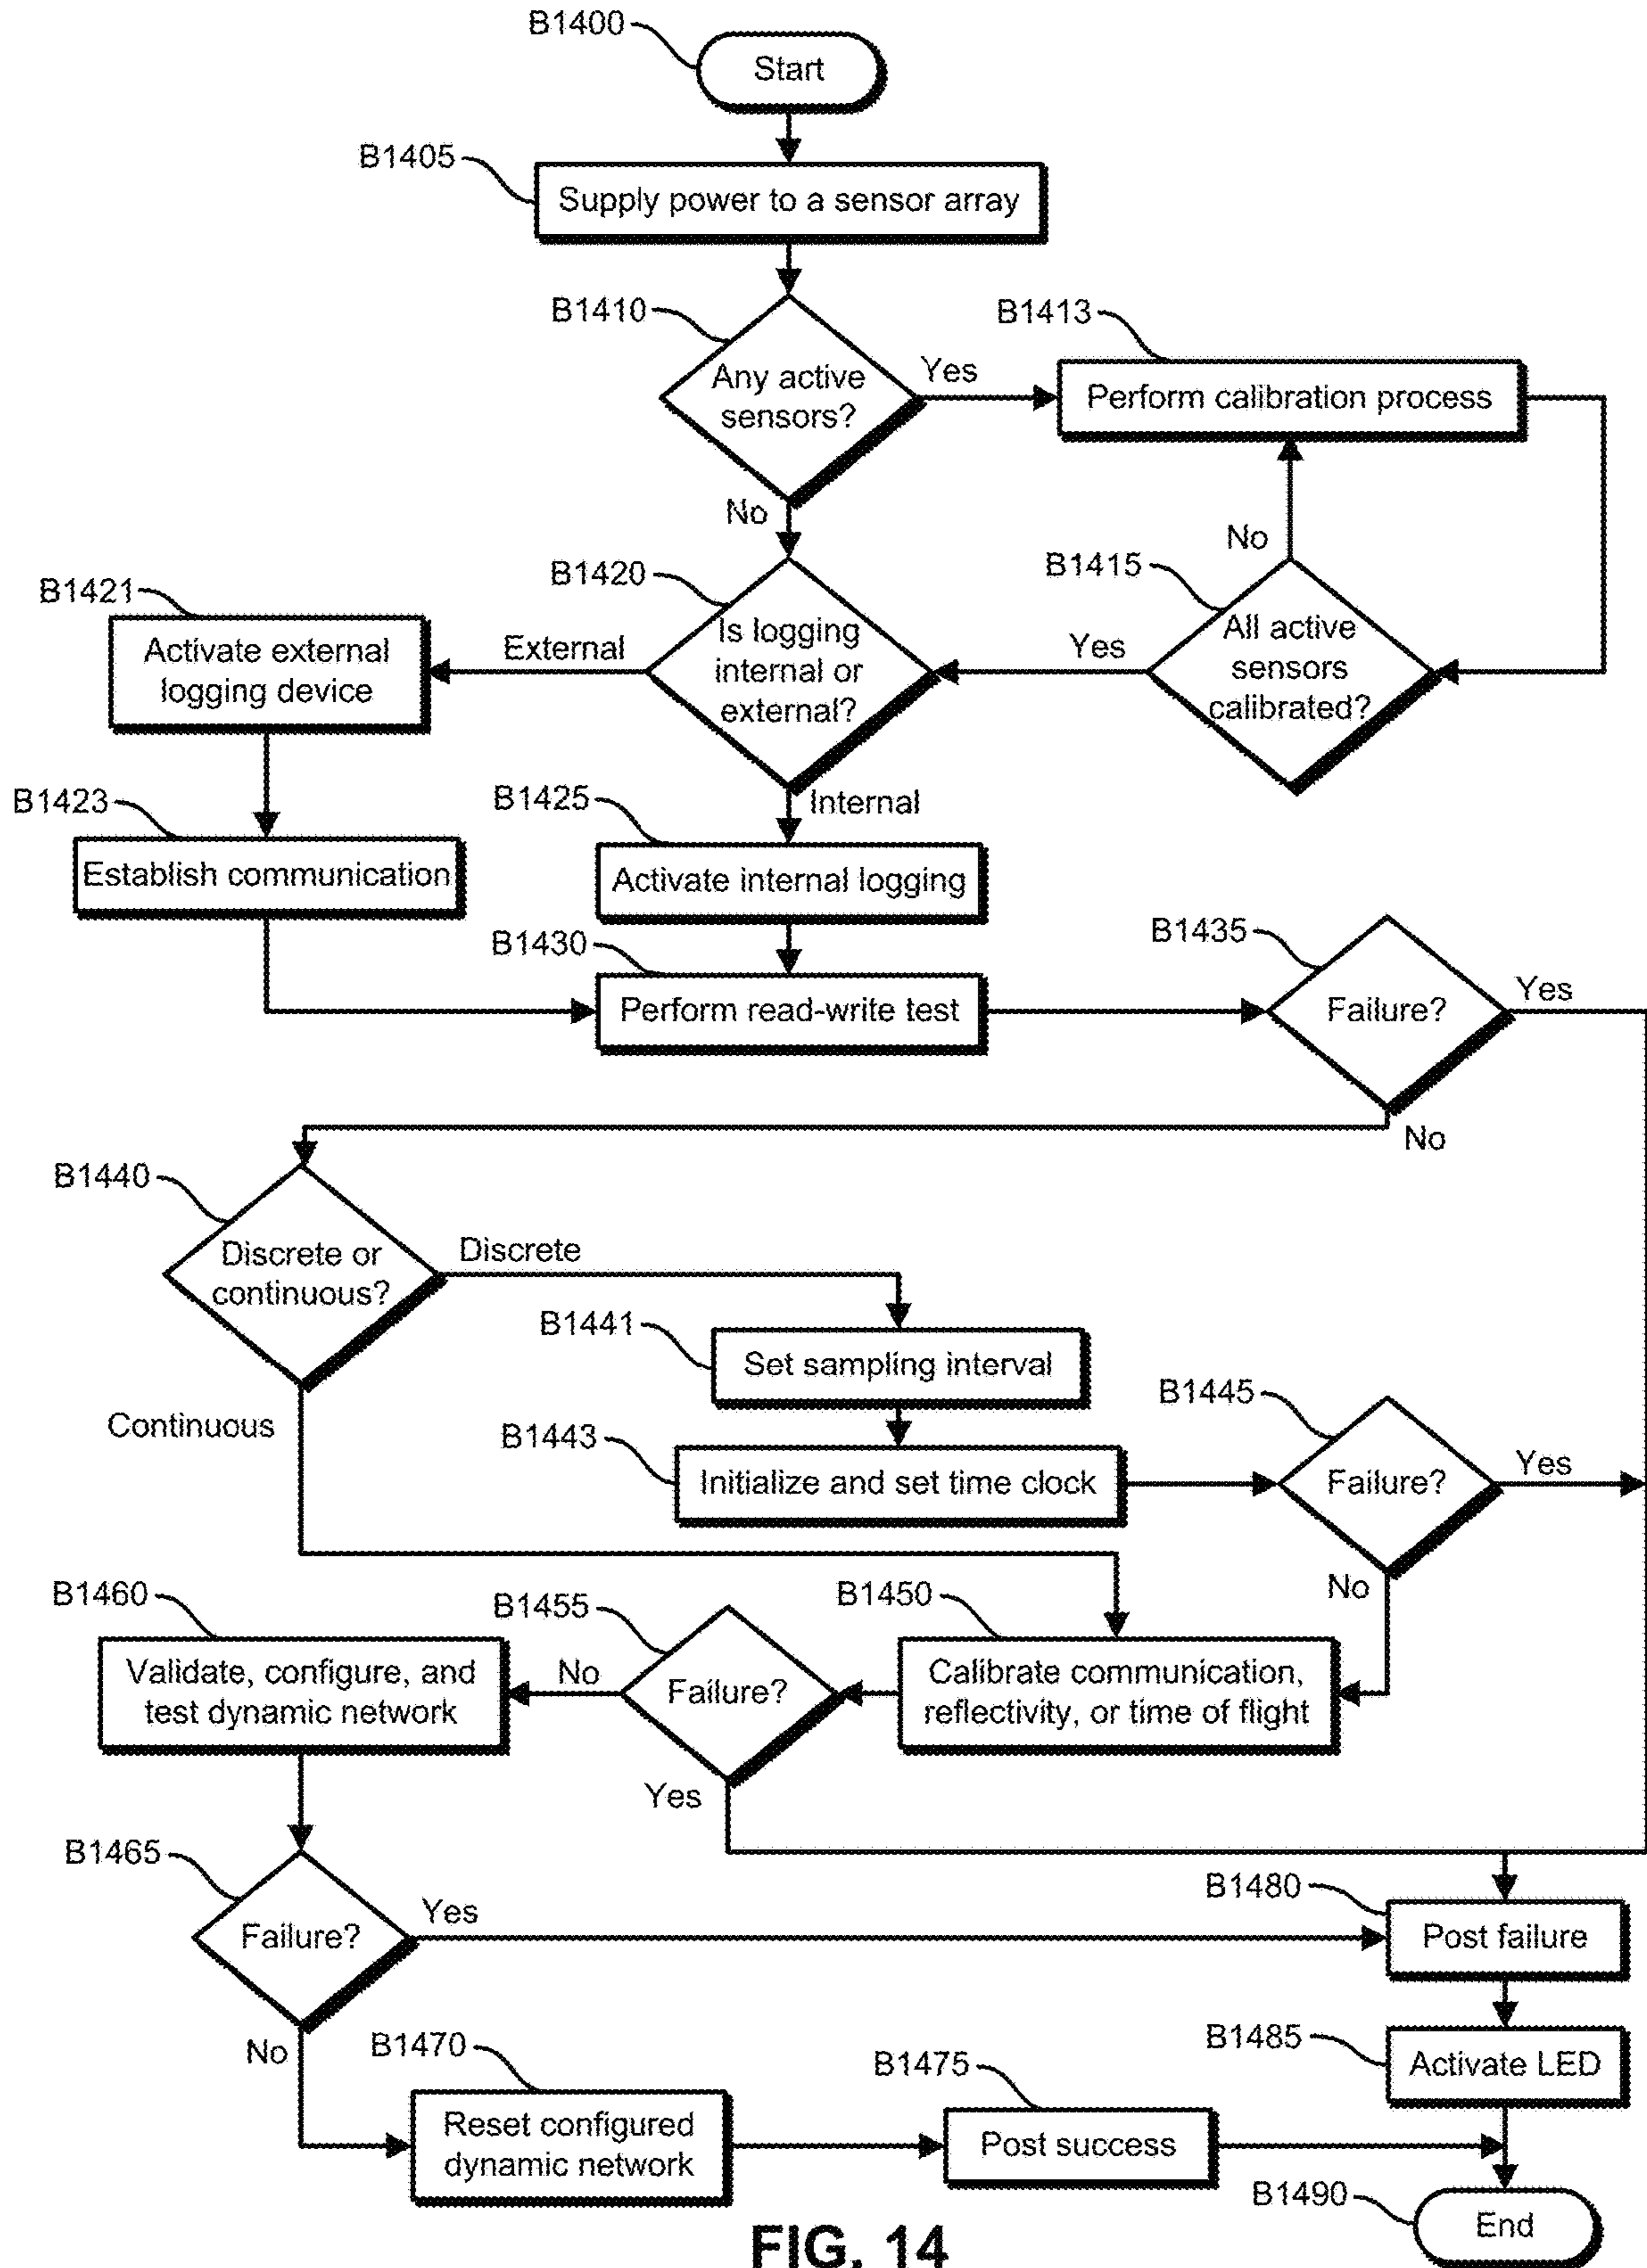 B1400
Start
B1405
Supply power to a sensor array
B1410
Any active
sensors?
Yes
No
B1413
Perform calibration process
B1415
All active
sensors
calibrated?
No
Yes
B1420
Is logging
internal or
external?
External
Internal
B1421
Activate external
logging device
B1423
Establish communication
B1425
Activate internal logging
B1430
Perform read-write test
B1435
Failure?
Yes
No
B1440
Discrete or
continuous?
Discrete
Continuous
B1441
Set sampling interval
B1443
Initialize and set time clock
B1445
Failure?
Yes
No
B1450
Calibrate communication,
reflectivity, or time of flight
B1455
Failure?
No
Yes
B1460
Validate, configure, and
test dynamic network
B1465
Failure?
Yes
No
B1470
Reset configured
dynamic network
B1475
Post success
B1480
Post failure
B1485
Activate LED
B1490
End
FIG. 14